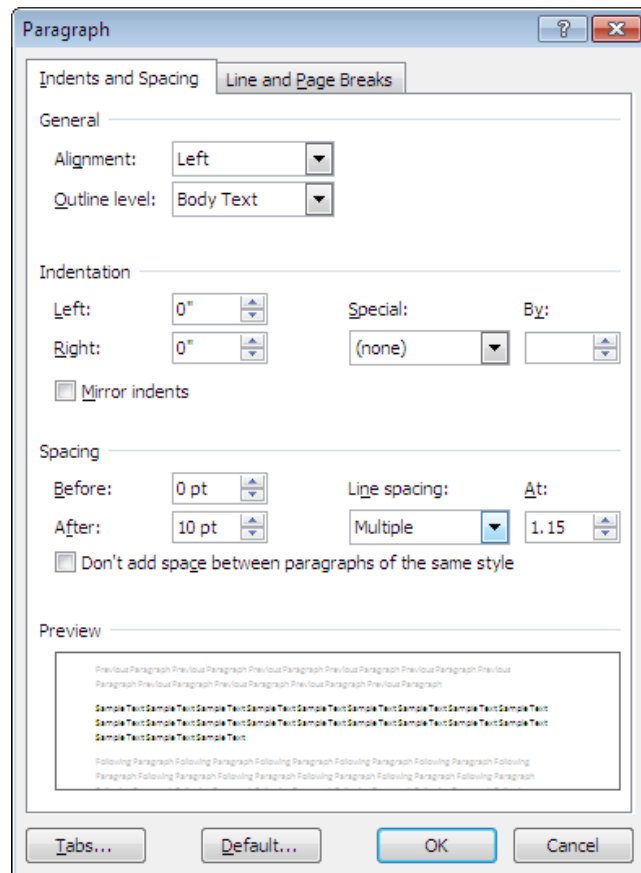 Paragraph
Indents and Spacing Line and Page Breaks
General
Alignment: Left
Outline level: Body Text
Indentation
Left: 0" Special: By:
Right: 0" (none)
Mirror indents
Spacing
Before: 0 pt Line spacing: At:
After: 10 pt Multiple 1.15
Don't add space between paragraphs of the same style
Preview
Previous Paragraph Previous Paragraph Previous Paragraph Previous Paragraph Previous Paragraph Previous
Paragraph Previous Paragraph Previous Paragraph Previous Paragraph Previous Paragraph
Sample Text Sample Text Sample Text Sample Text Sample Text Sample Text Sample Text Sample Text Sample Text
Sample Text Sample Text Sample Text Sample Text Sample Text Sample Text Sample Text Sample Text Sample Text
Sample Text Sample Text Sample Text
Following Paragraph Following Paragraph Following Paragraph Following Paragraph Following
Paragraph Following Paragraph Following Paragraph Following Paragraph Following Paragraph
Tabs... Default... OK Cancel